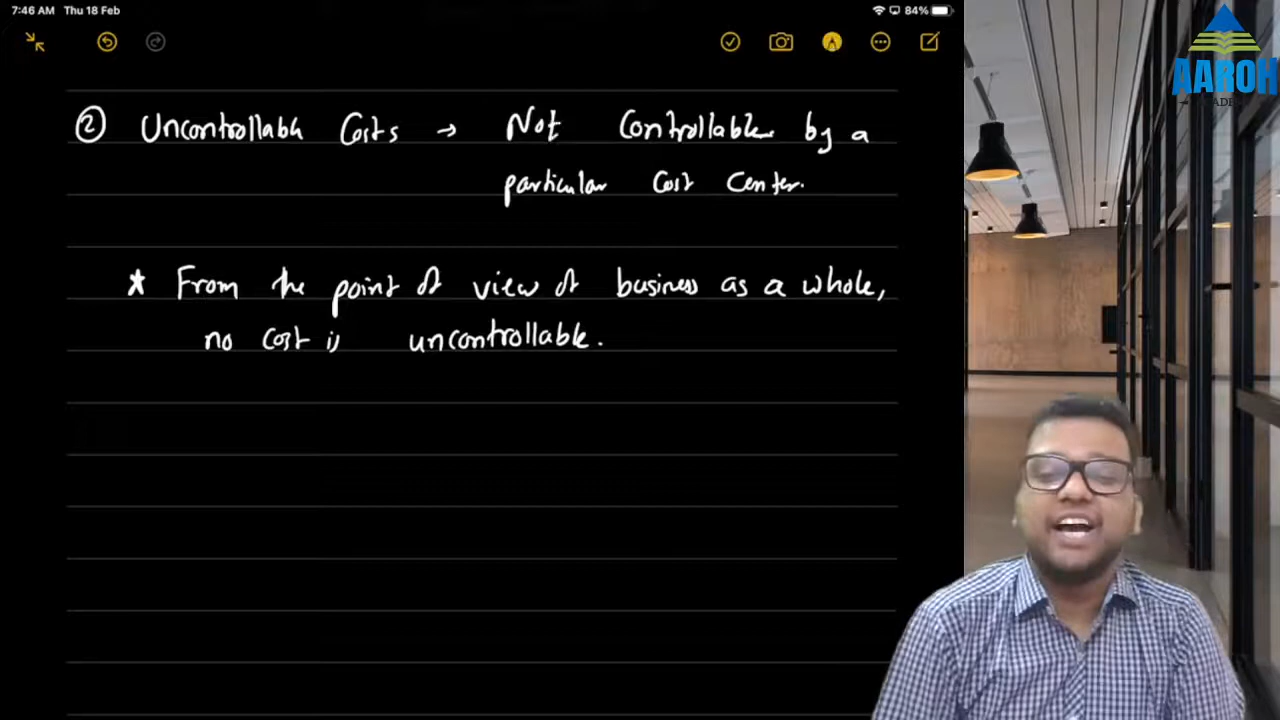 7:46 AM Thu 18 Feb
84%
AAROH
② Uncontrollable Costs → Not Controllable by a
particular Cost Center.
★ From the point of view of business as a whole,
no cost is uncontrollable.